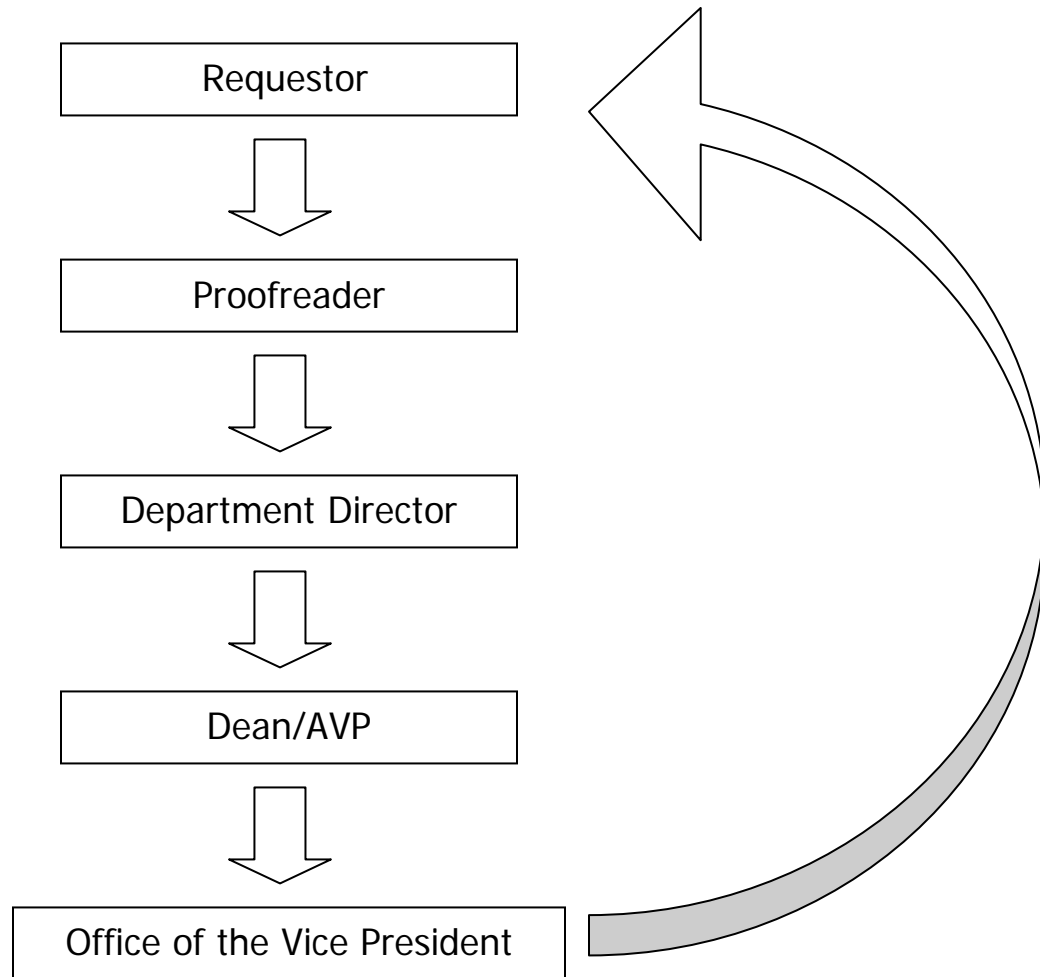 Requestor
Proofreader
Department Director
Dean/AVP
Office of the Vice President